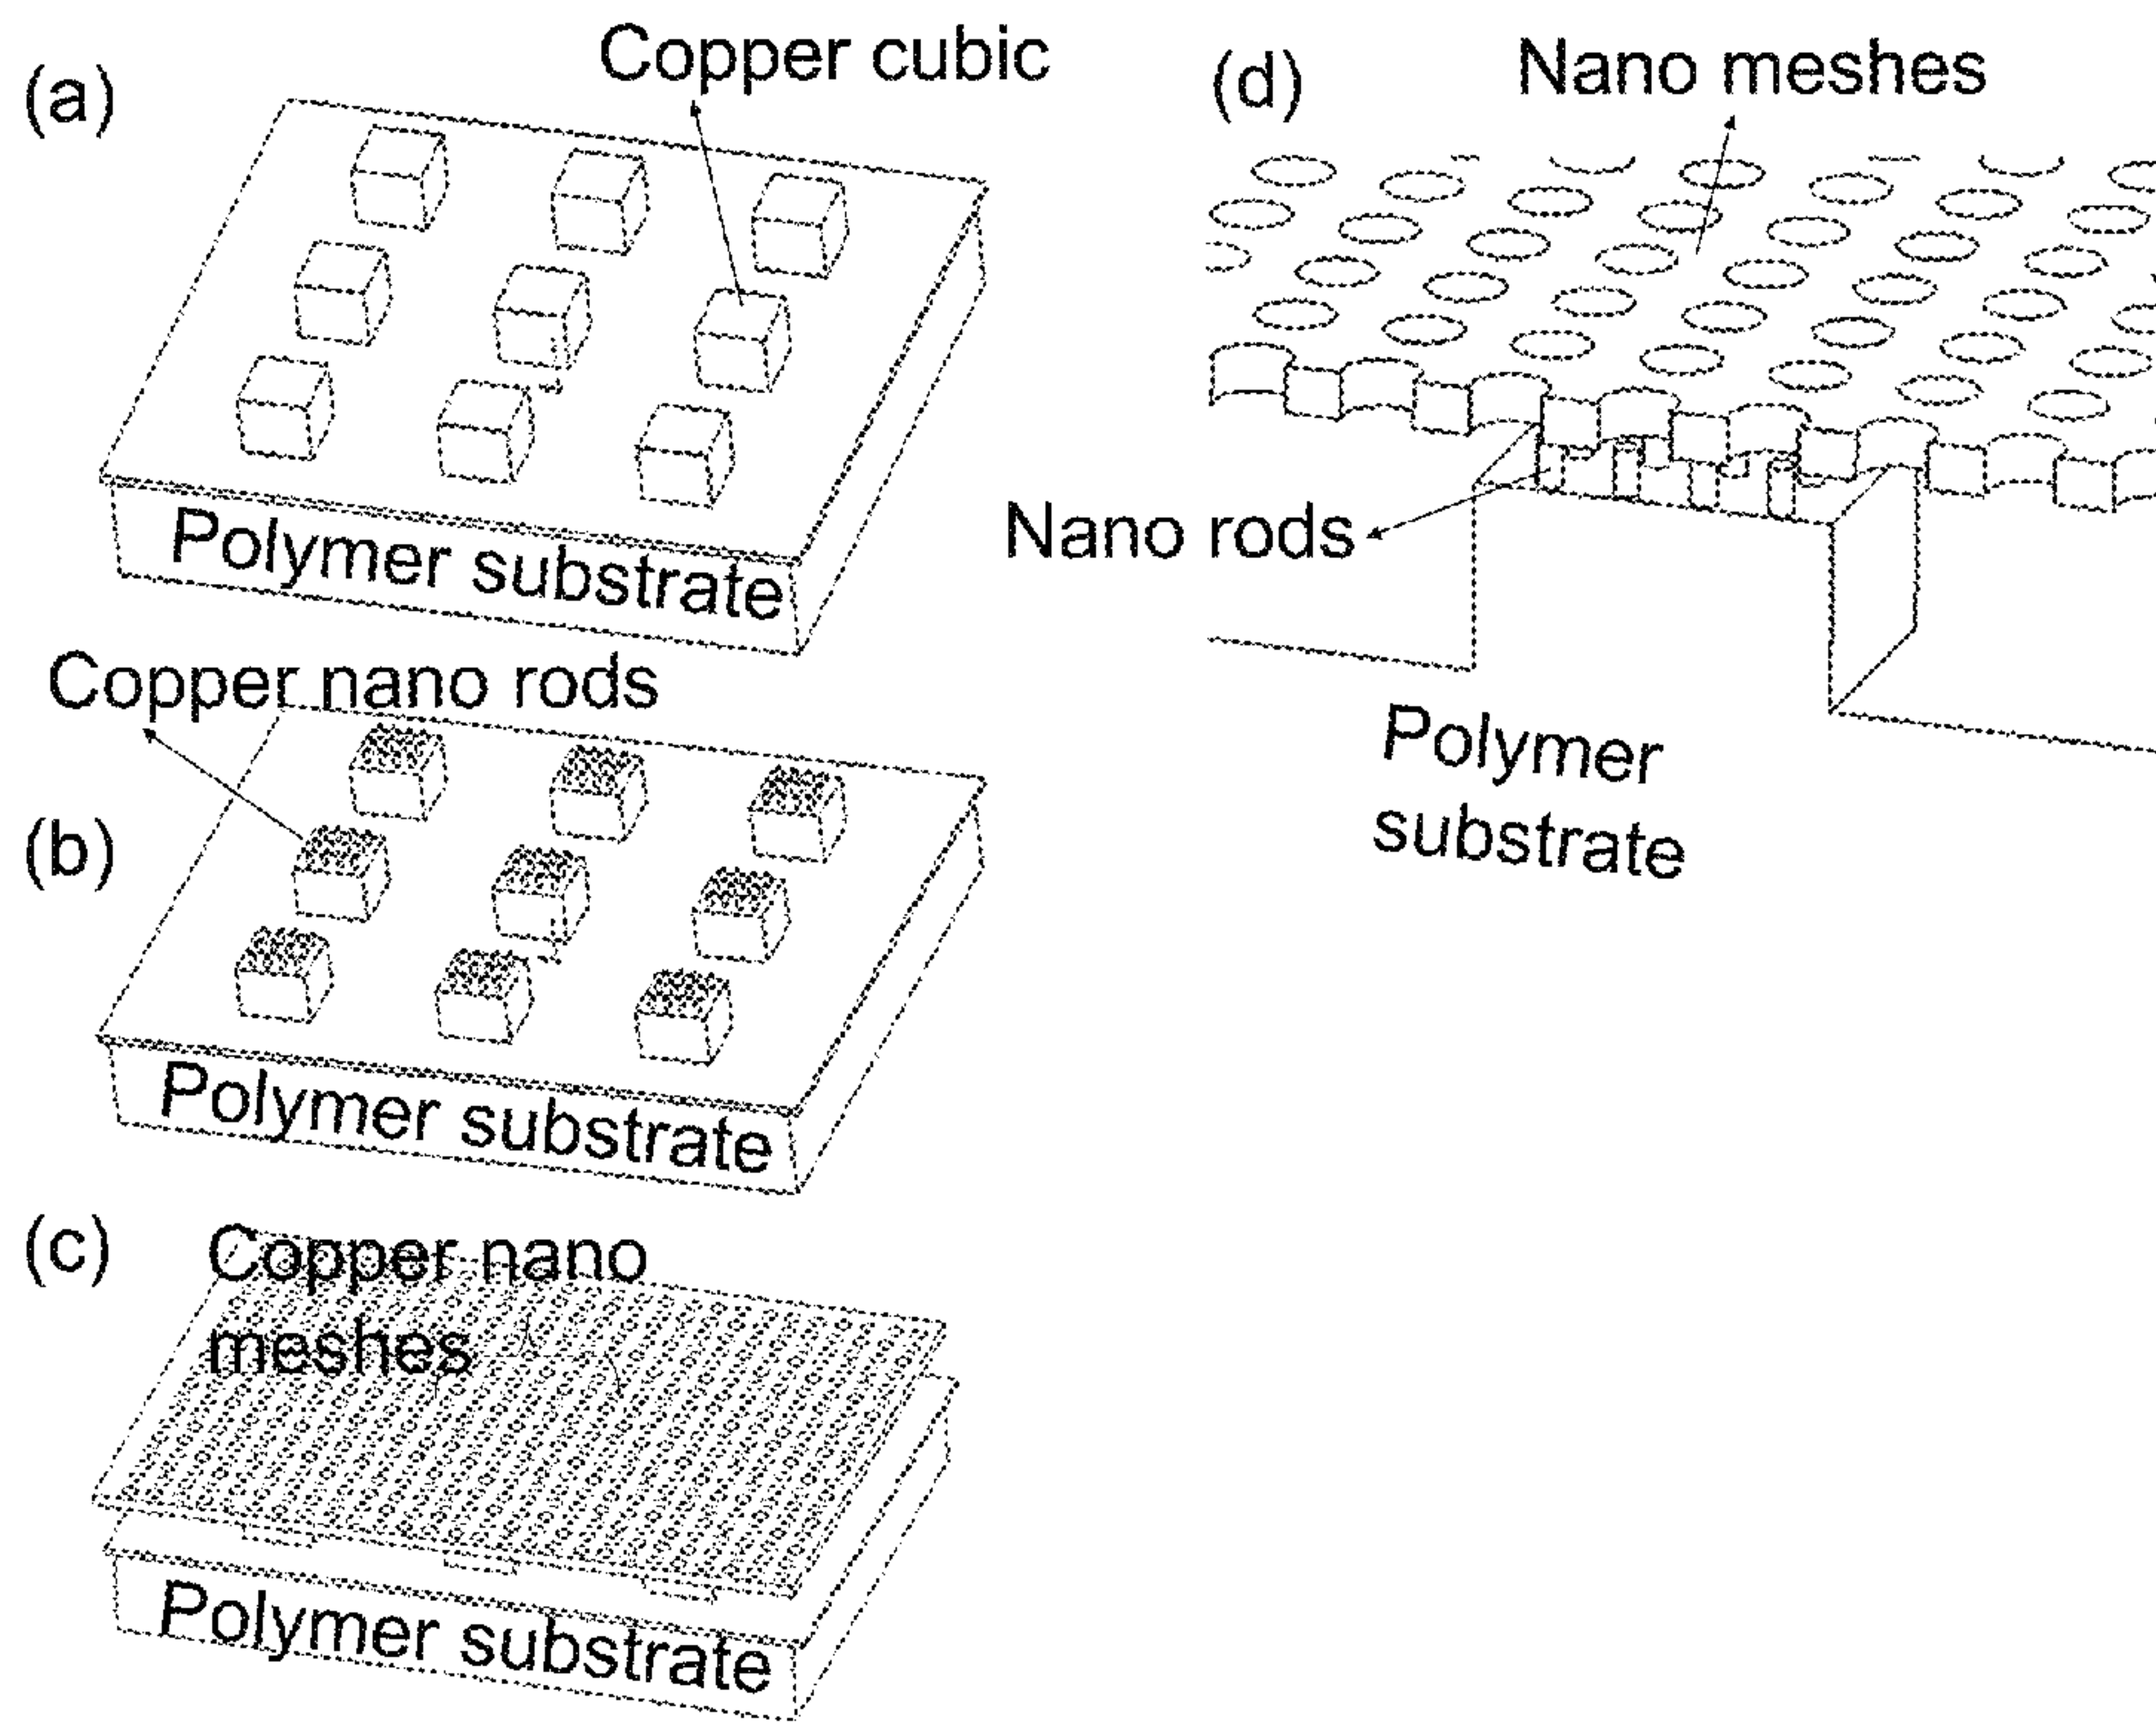 (a)
Copper cubic
Polymer substrate
Copper nano rods
(b)
Polymer substrate
(c)
Copper nano
meshes
Polymer substrate
(d)
Nano meshes
Nano rods
Polymer
substrate